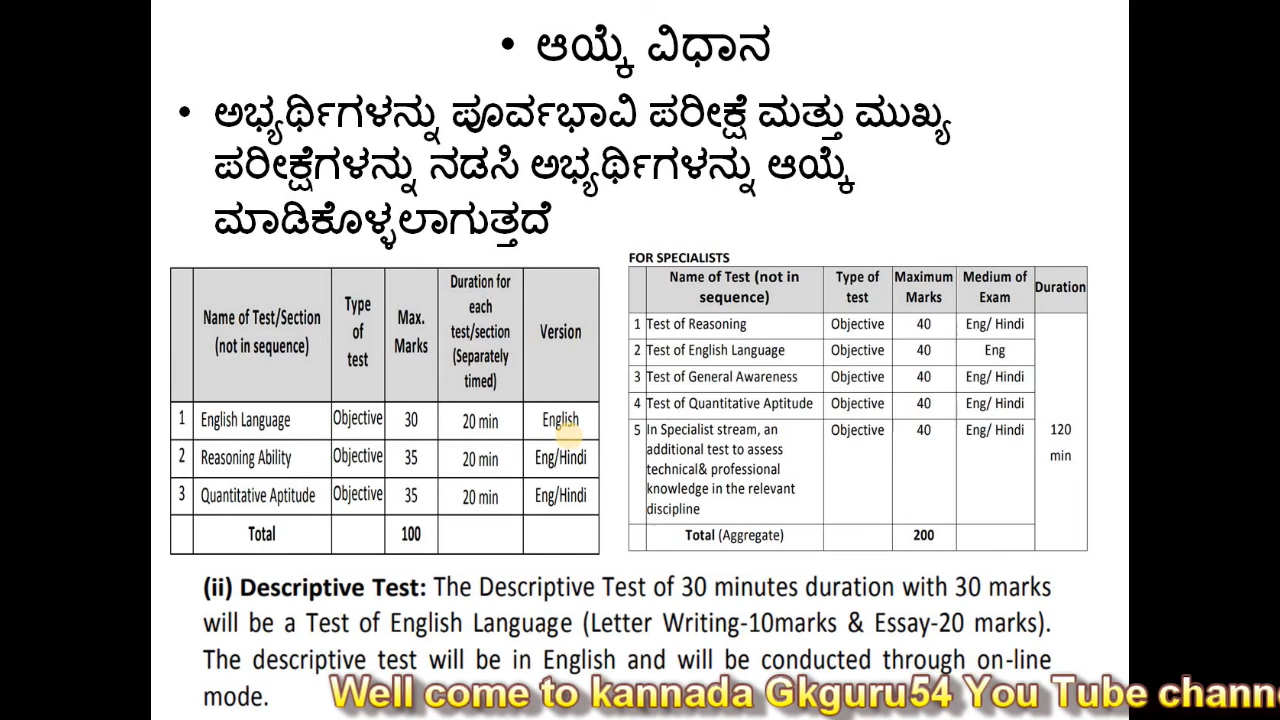 • ಆಯ್ಕೆ ವಿಧಾನ
• ಅಭ್ಯರ್ಥಿಗಳನ್ನು ಪೂರ್ವಭಾವಿ ಪರೀಕ್ಷೆ ಮತ್ತು ಮುಖ್ಯ
ಪರೀಕ್ಷೆಗಳನ್ನು ನಡಸಿ ಅಭ್ಯರ್ಥಿಗಳನ್ನು ಆಯ್ಕೆ
ಮಾಡಿಕೊಳ್ಳಲಾಗುತ್ತದೆ
Name of Test/Section (not in sequence) Type of test Max. Marks Duration for each test/section (Separately timed) Version
1 English Language Objective 30 20 min English
2 Reasoning Ability Objective 35 20 min Eng/Hindi
3 Quantitative Aptitude Objective 35 20 min Eng/Hindi
Total 100
FOR SPECIALISTS
Name of Test (not in sequence) Type of test Maximum Marks Medium of Exam Duration
1 Test of Reasoning Objective 40 Eng/ Hindi
2 Test of English Language Objective 40 Eng
3 Test of General Awareness Objective 40 Eng/ Hindi
4 Test of Quantitative Aptitude Objective 40 Eng/ Hindi
5 In Specialist stream, an Objective 40 Eng/ Hindi 120
additional test to assess min
technical& professional
knowledge in the relevant
discipline
Total (Aggregate) 200
(ii) Descriptive Test: The Descriptive Test of 30 minutes duration with 30 marks
will be a Test of English Language (Letter Writing-10marks & Essay-20 marks).
The descriptive test will be in English and will be conducted through on-line
mode.
Well come to kannada Gkguru54 You Tube chann